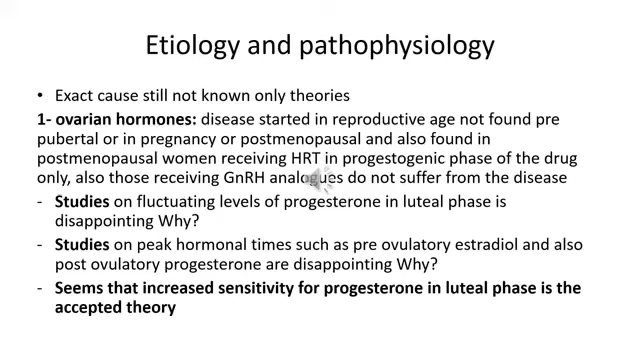 Etiology and pathophysiology
• Exact cause still not known only theories
1- ovarian hormones: disease started in reproductive age not found pre
pubertal or in pregnancy or postmenopausal and also found in
postmenopausal women receiving HRT in progestogenic phase of the drug
only, also those receiving GnRH analogues do not suffer from the disease
- Studies on fluctuating levels of progesterone in luteal phase is
disappointing Why?
- Studies on peak hormonal times such as pre ovulatory estradiol and also
post ovulatory progesterone are disappointing Why?
- Seems that increased sensitivity for progesterone in luteal phase is the
accepted theory